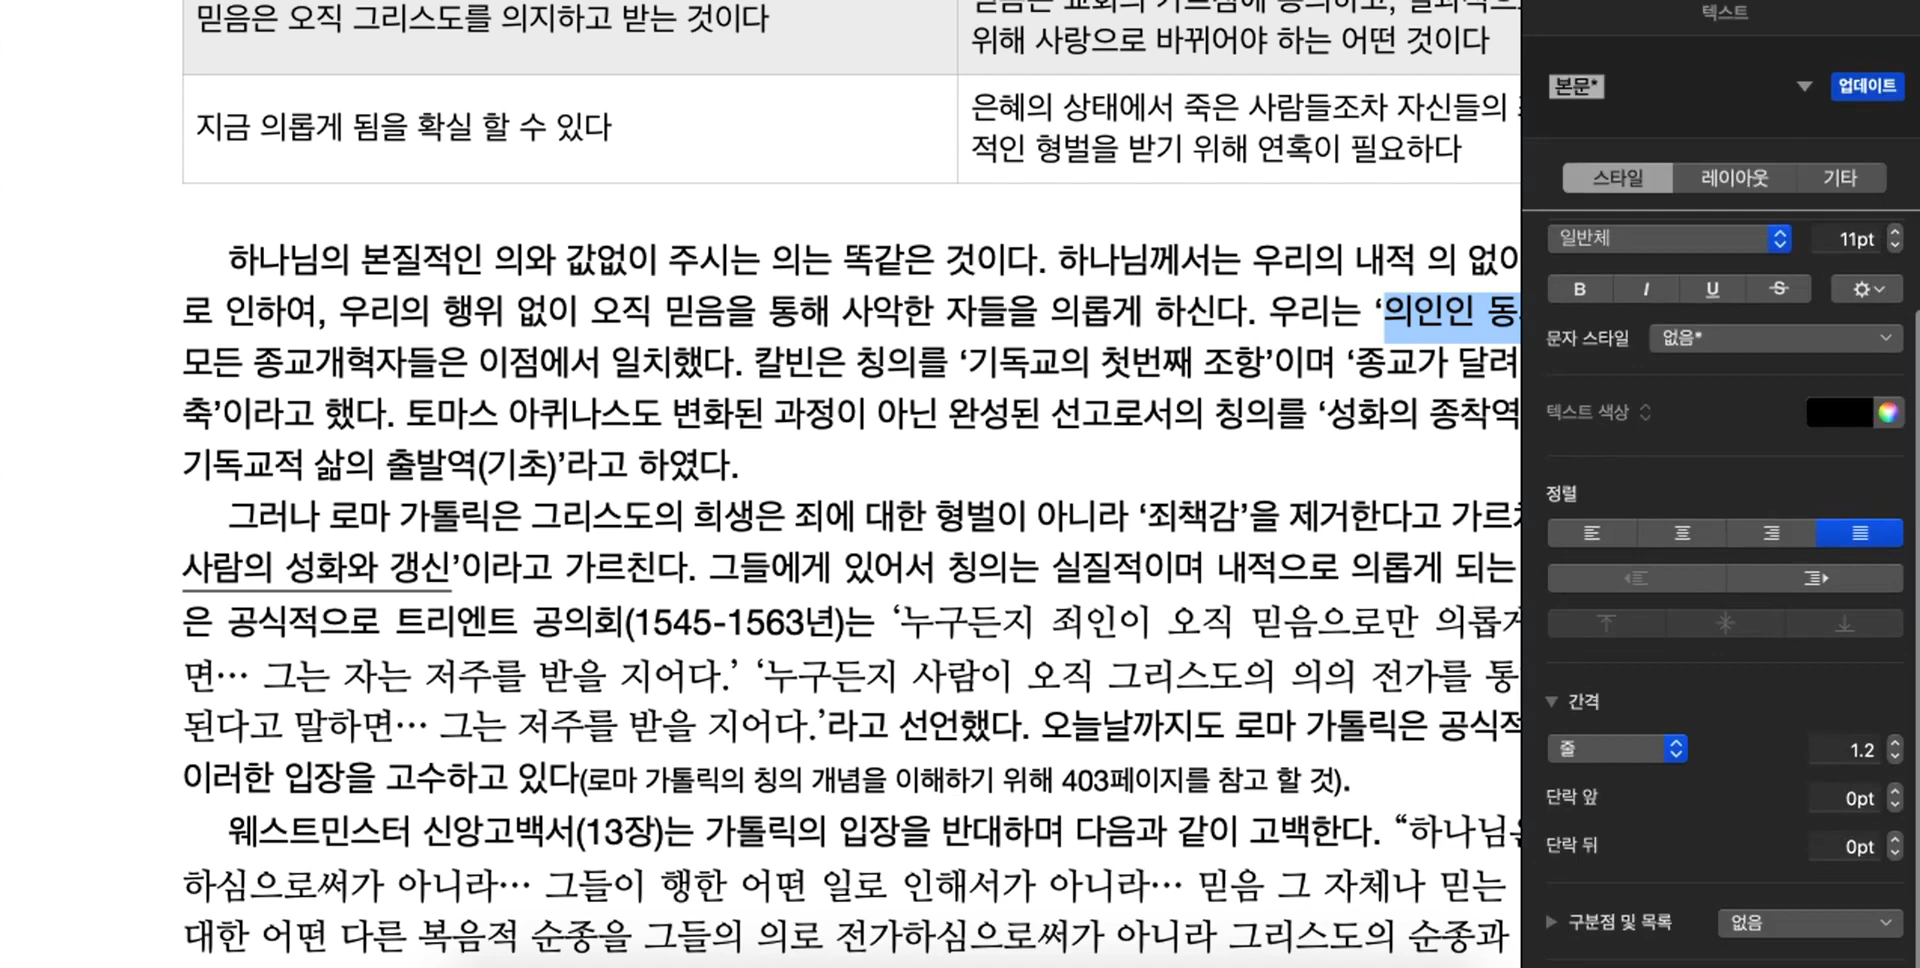 믿음은 오직 그리스도를 의지하고 받는 것이다
위해 사랑으로 바뀌어야 하는 어떤 것이다
지금 의롭게 됨을 확실 할 수 있다
은혜의 상태에서 죽은 사람들조차 자신들의
적인 형벌을 받기 위해 연혹이 필요하다
하나님의 본질적인 의와 값없이 주시는 의는 똑같은 것이다. 하나님께서는 우리의 내적 의 없이
로 인하여, 우리의 행위 없이 오직 믿음을 통해 사악한 자들을 의롭게 하신다. 우리는 ‘의인인 동
모든 종교개혁자들은 이점에서 일치했다. 칼빈은 칭의를 ‘기독교의 첫번째 조항’이며 ‘종교가 달려
축’이라고 했다. 토마스 아퀴나스도 변화된 과정이 아닌 완성된 선고로서의 칭의를 ‘성화의 종착역
기독교적 삶의 출발역(기초)’라고 하였다.
그러나 로마 가톨릭은 그리스도의 희생은 죄에 대한 형벌이 아니라 ‘죄책감’을 제거한다고
사람의 성화와 갱신’이라고 가르친다. 그들에게 있어서 칭의는 실질적이며 내적으로 의롭게 되는
은 공식적으로 트리엔트 공의회(1545-1563년)는 ‘누구든지 죄인이 오직 믿음으로만 의롭게
면… 그는 자는 저주를 받을 지어다.’ ‘누구든지 사람이 오직 그리스도의 의의 전가를 통
된다고 말하면… 그는 저주를 받을 지어다.’라고 선언했다. 오늘날까지도 로마 가톨릭은 공식적
이러한 입장을 고수하고 있다(로마 가톨릭의 칭의 개념을 이해하기 위해 403페이지를 참고 할 것).
웨스트민스터 신앙고백서(13장)는 가톨릭의 입장을 반대하며 다음과 같이 고백한다. “하나님은
하심으로써가 아니라… 그들이 행한 어떤 일로 인해서가 아니라… 믿음 그 자체나 믿는
대한 어떤 다른 복음적 순종을 그들의 의로 전가하심으로써가 아니라 그리스도의 순종과
텍스트
본문*
업데이트
스타일 레이아웃 기타
일반체 11pt
B I U S
문자 스타일 없음*
텍스트 색상
정렬
간격
줄 1.2
단락 앞 0pt
단락 뒤 0pt
구분점 및 목록 없음